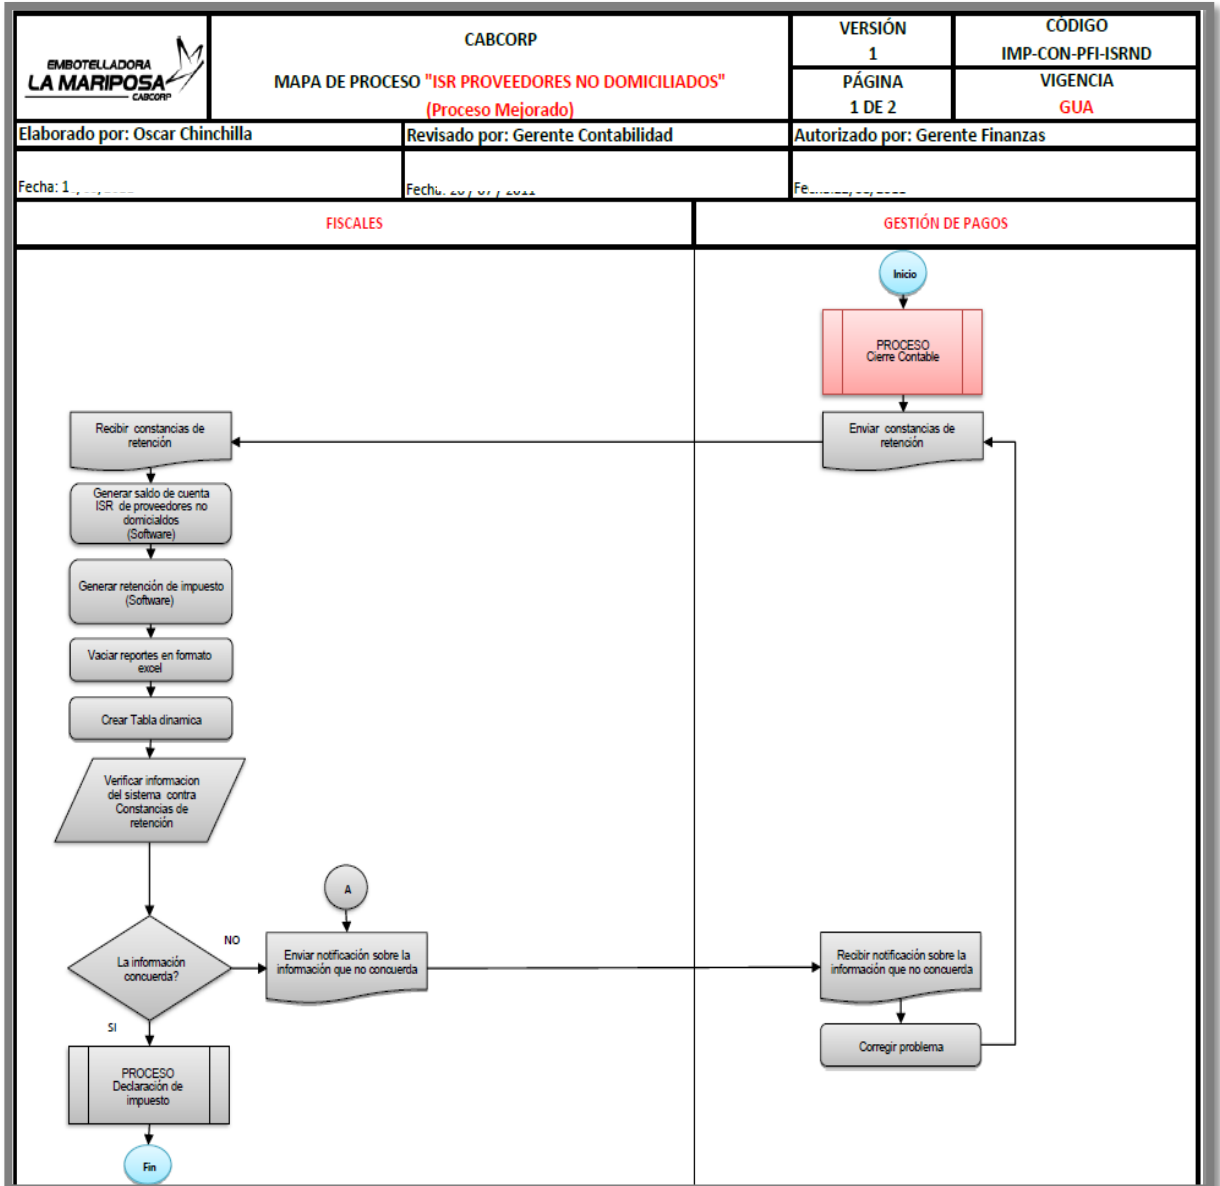 EMBOTELLADORA
LA MARIPOSA
CABCORP
CABCORP
MAPA DE PROCESO "ISR PROVEEDORES NO DOMICILIADOS"
(Proceso Mejorado)
VERSIÓN
1
CÓDIGO
IMP-CON-PFI-ISRND
PÁGINA
1 DE 2
VIGENCIA
GUA
Elaborado por: Oscar Chinchilla
Revisado por: Gerente Contabilidad
Autorizado por: Gerente Finanzas
Fecha: 1
Fecha:
FISCALES
GESTIÓN DE PAGOS
Inicio
PROCESO
Cierre Contable
Recibir constancias de
retención
Enviar constancias de
retención
Generar saldo de cuenta
ISR de proveedores no
domicialdos
(Software)
Generar retención de impuesto
(Software)
Vaciar reportes en formato
excel
Crear Tabla dinamica
Verificar informacion
del sistema contra
Constancias de
retención
A
NO
La información
concuerda?
Enviar notificación sobre la
información que no concuerda
Recibir notificación sobre la
información que no concuerda
SI
Corregir problema
PROCESO
Declaración de
impuesto
Fin